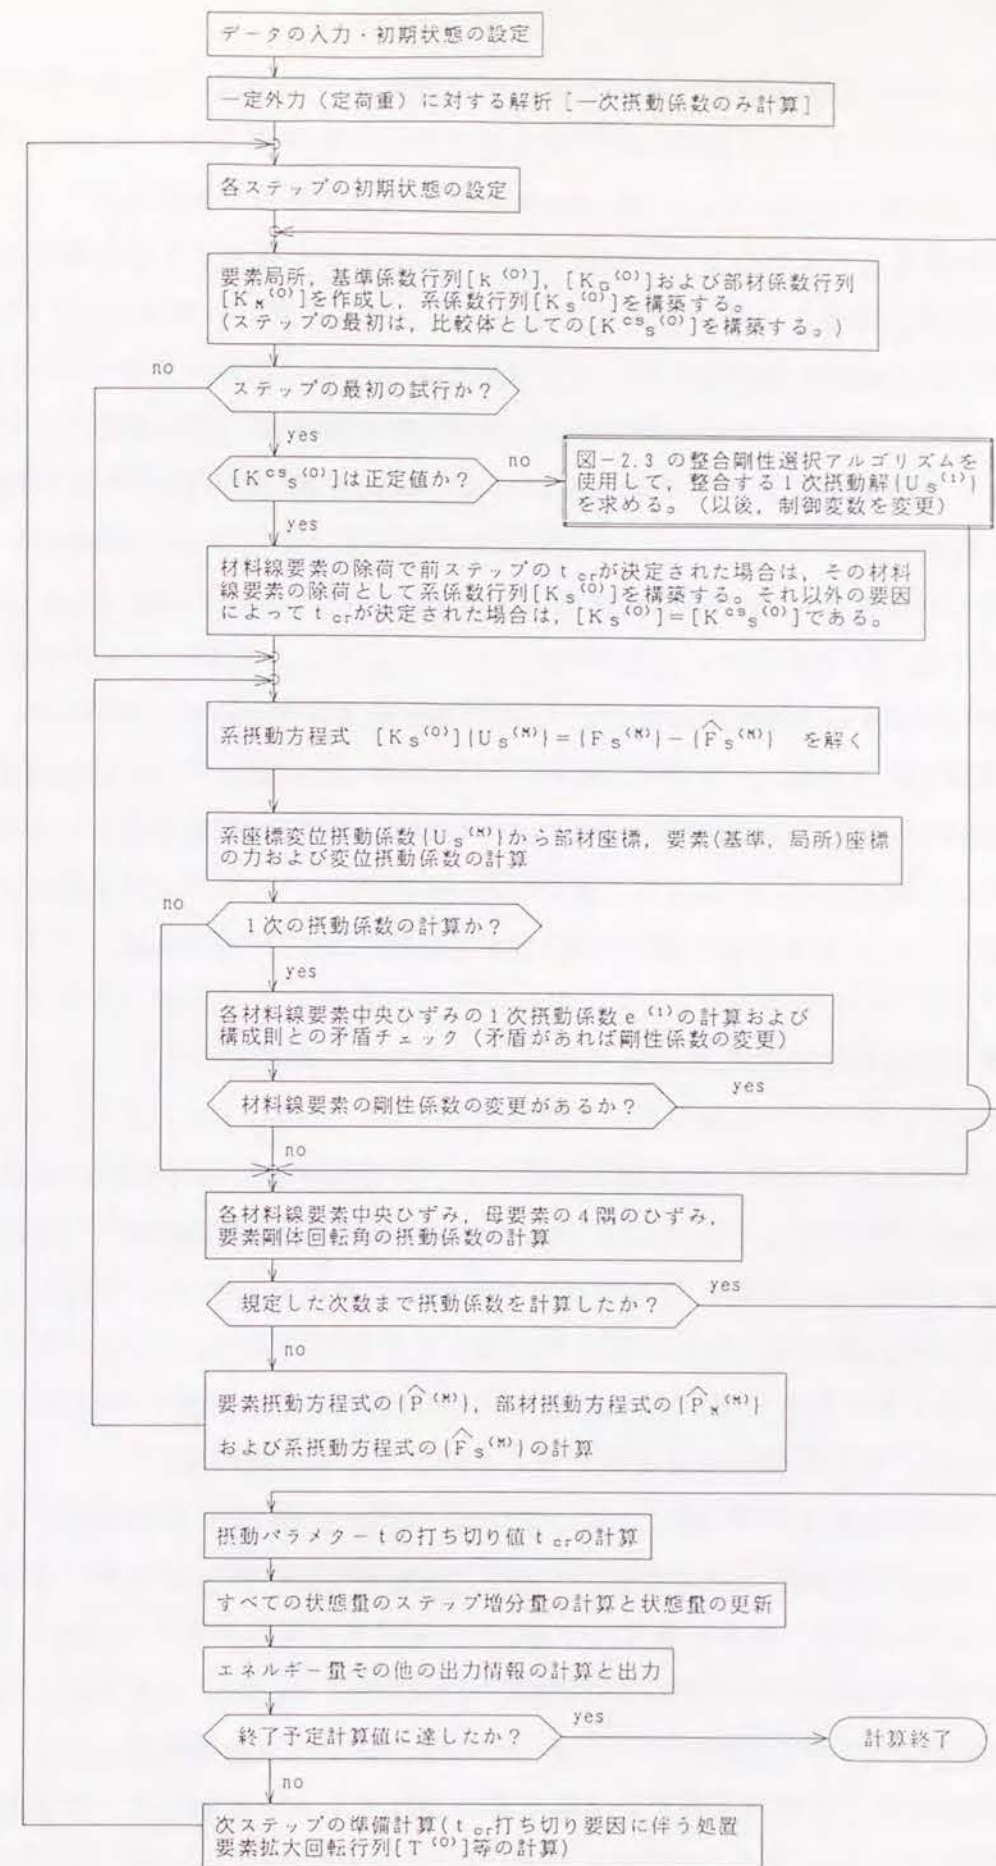 データの入力・初期状態の設定
一定外力（定荷重）に対する解析［一次摂動係数のみ計算］
各ステップの初期状態の設定
要素局所，基準係数行列[k⁽⁰⁾]，[K_G⁽⁰⁾]および部材係数行列
[K_M⁽⁰⁾]を作成し，系係数行列[K_S⁽⁰⁾]を構築する。
(ステップの最初は，比較体としての[K^cs_S⁽⁰⁾]を構築する。)
no
ステップの最初の試行か？
yes
[K^cs_S⁽⁰⁾]は正定値か？
no
図－2.3 の整合剛性選択アルゴリズムを
使用して，整合する1次摂動解{U_S⁽¹⁾}
を求める。（以後，制御変数を変更）
yes
材料線要素の除荷で前ステップのt_crが決定された場合は，その材料
線要素の除荷として系係数行列[K_S⁽⁰⁾]を構築する。それ以外の要因
によってt_crが決定された場合は，[K_S⁽⁰⁾]＝[K^cs_S⁽⁰⁾]である。
系摂動方程式　[K_S⁽⁰⁾]{U_S^(M)}＝{F_S^(M)}－{F̂_S^(M)}　を解く
系座標変位摂動係数{U_S^(M)}から部材座標，要素(基準，局所)座標
の力および変位摂動係数の計算
no
1次の摂動係数の計算か？
yes
各材料線要素中央ひずみの1次摂動係数e⁽¹⁾の計算および
構成則との矛盾チェック（矛盾があれば剛性係数の変更）
材料線要素の剛性係数の変更があるか？
yes
no
各材料線要素中央ひずみ，母要素の4隅のひずみ，
要素剛体回転角の摂動係数の計算
規定した次数まで摂動係数を計算したか？
yes
no
要素摂動方程式の{P̂^(M)}，部材摂動方程式の{P̂_M^(M)}
および系摂動方程式の{F̂_S^(M)}の計算
摂動パラメターtの打ち切り値t_crの計算
すべての状態量のステップ増分量の計算と状態量の更新
エネルギー量その他の出力情報の計算と出力
終了予定計算値に達したか？
yes
計算終了
no
次ステップの準備計算(t_cr打ち切り要因に伴う処置
要素拡大回転行列[T⁽⁰⁾]等の計算)